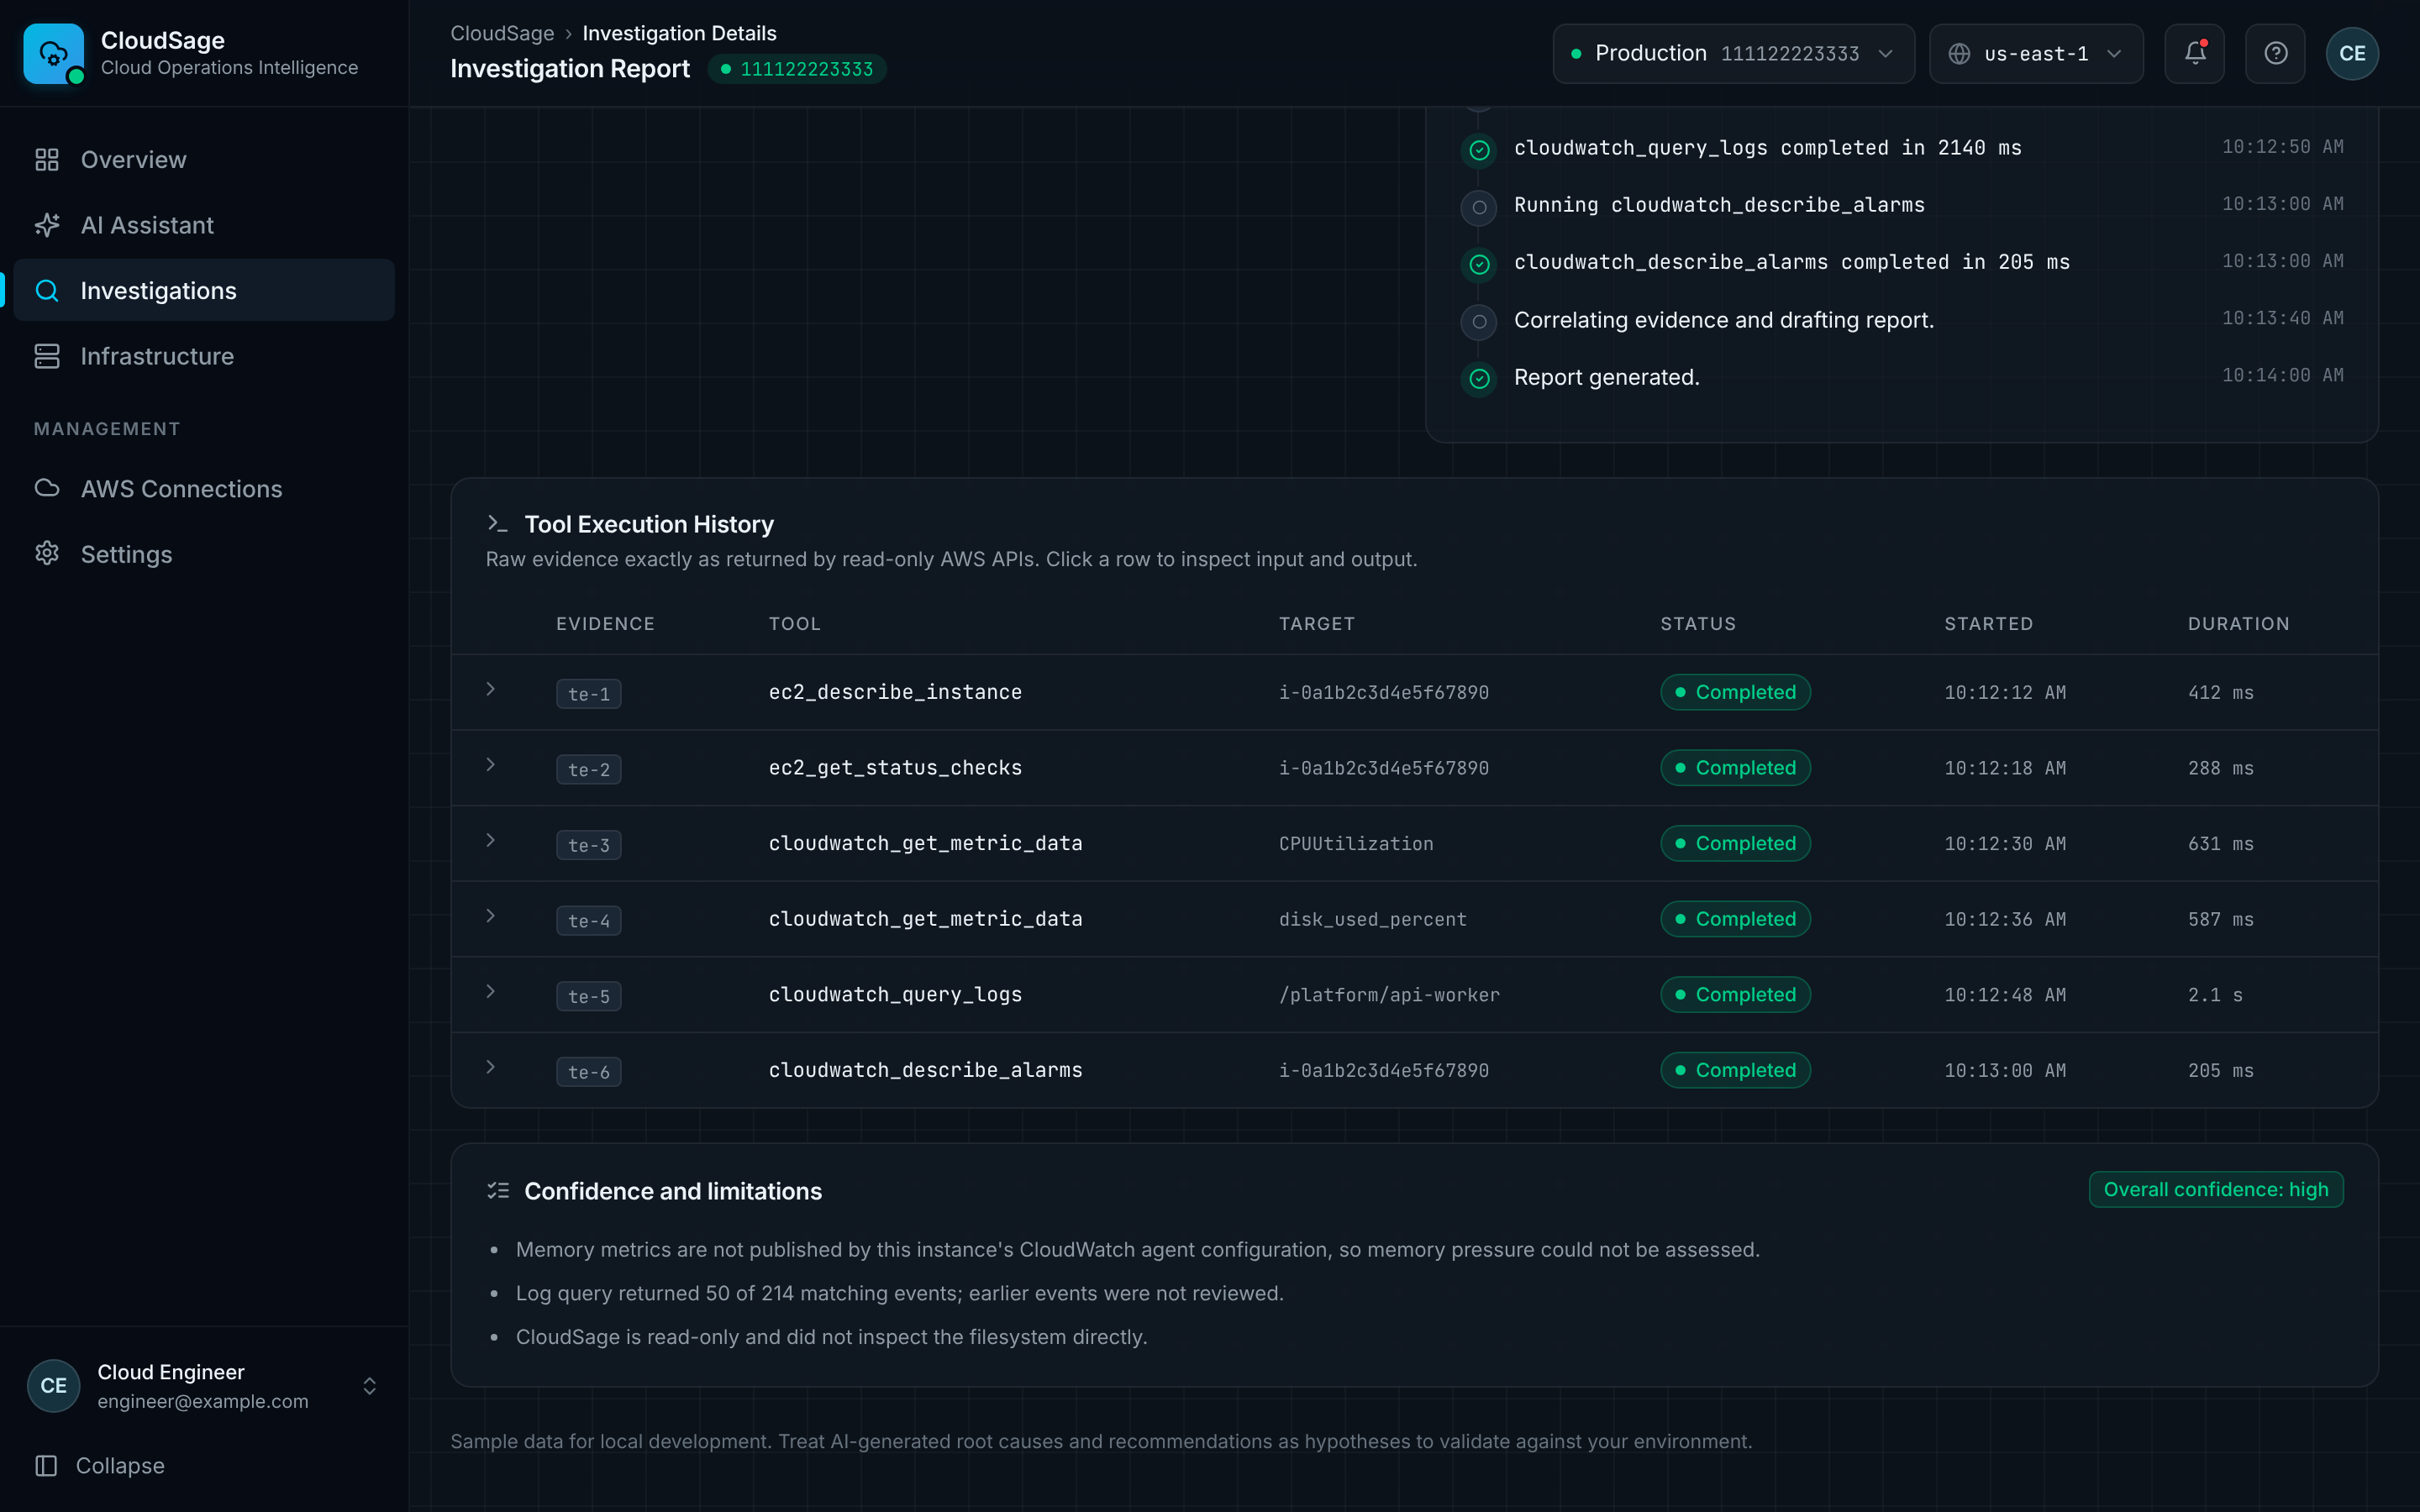 CloudSage
Cloud Operations Intelligence
Overview
AI Assistant
Investigations
Infrastructure
MANAGEMENT
AWS Connections
Settings
CE
Cloud Engineer
engineer@example.com
Collapse
CloudSage › Investigation Details
Investigation Report 111122223333
Production 111122223333
us-east-1
CE
cloudwatch_query_logs completed in 2140 ms 10:12:50 AM
Running cloudwatch_describe_alarms 10:13:00 AM
cloudwatch_describe_alarms completed in 205 ms 10:13:00 AM
Correlating evidence and drafting report. 10:13:40 AM
Report generated. 10:14:00 AM
Tool Execution History
Raw evidence exactly as returned by read-only AWS APIs. Click a row to inspect input and output.
EVIDENCE TOOL TARGET STATUS STARTED DURATION
te-1 ec2_describe_instance i-0a1b2c3d4e5f67890 Completed 10:12:12 AM 412 ms
te-2 ec2_get_status_checks i-0a1b2c3d4e5f67890 Completed 10:12:18 AM 288 ms
te-3 cloudwatch_get_metric_data CPUUtilization Completed 10:12:30 AM 631 ms
te-4 cloudwatch_get_metric_data disk_used_percent Completed 10:12:36 AM 587 ms
te-5 cloudwatch_query_logs /platform/api-worker Completed 10:12:48 AM 2.1 s
te-6 cloudwatch_describe_alarms i-0a1b2c3d4e5f67890 Completed 10:13:00 AM 205 ms
Confidence and limitations
Overall confidence: high
• Memory metrics are not published by this instance's CloudWatch agent configuration, so memory pressure could not be assessed.
• Log query returned 50 of 214 matching events; earlier events were not reviewed.
• CloudSage is read-only and did not inspect the filesystem directly.
Sample data for local development. Treat AI-generated root causes and recommendations as hypotheses to validate against your environment.